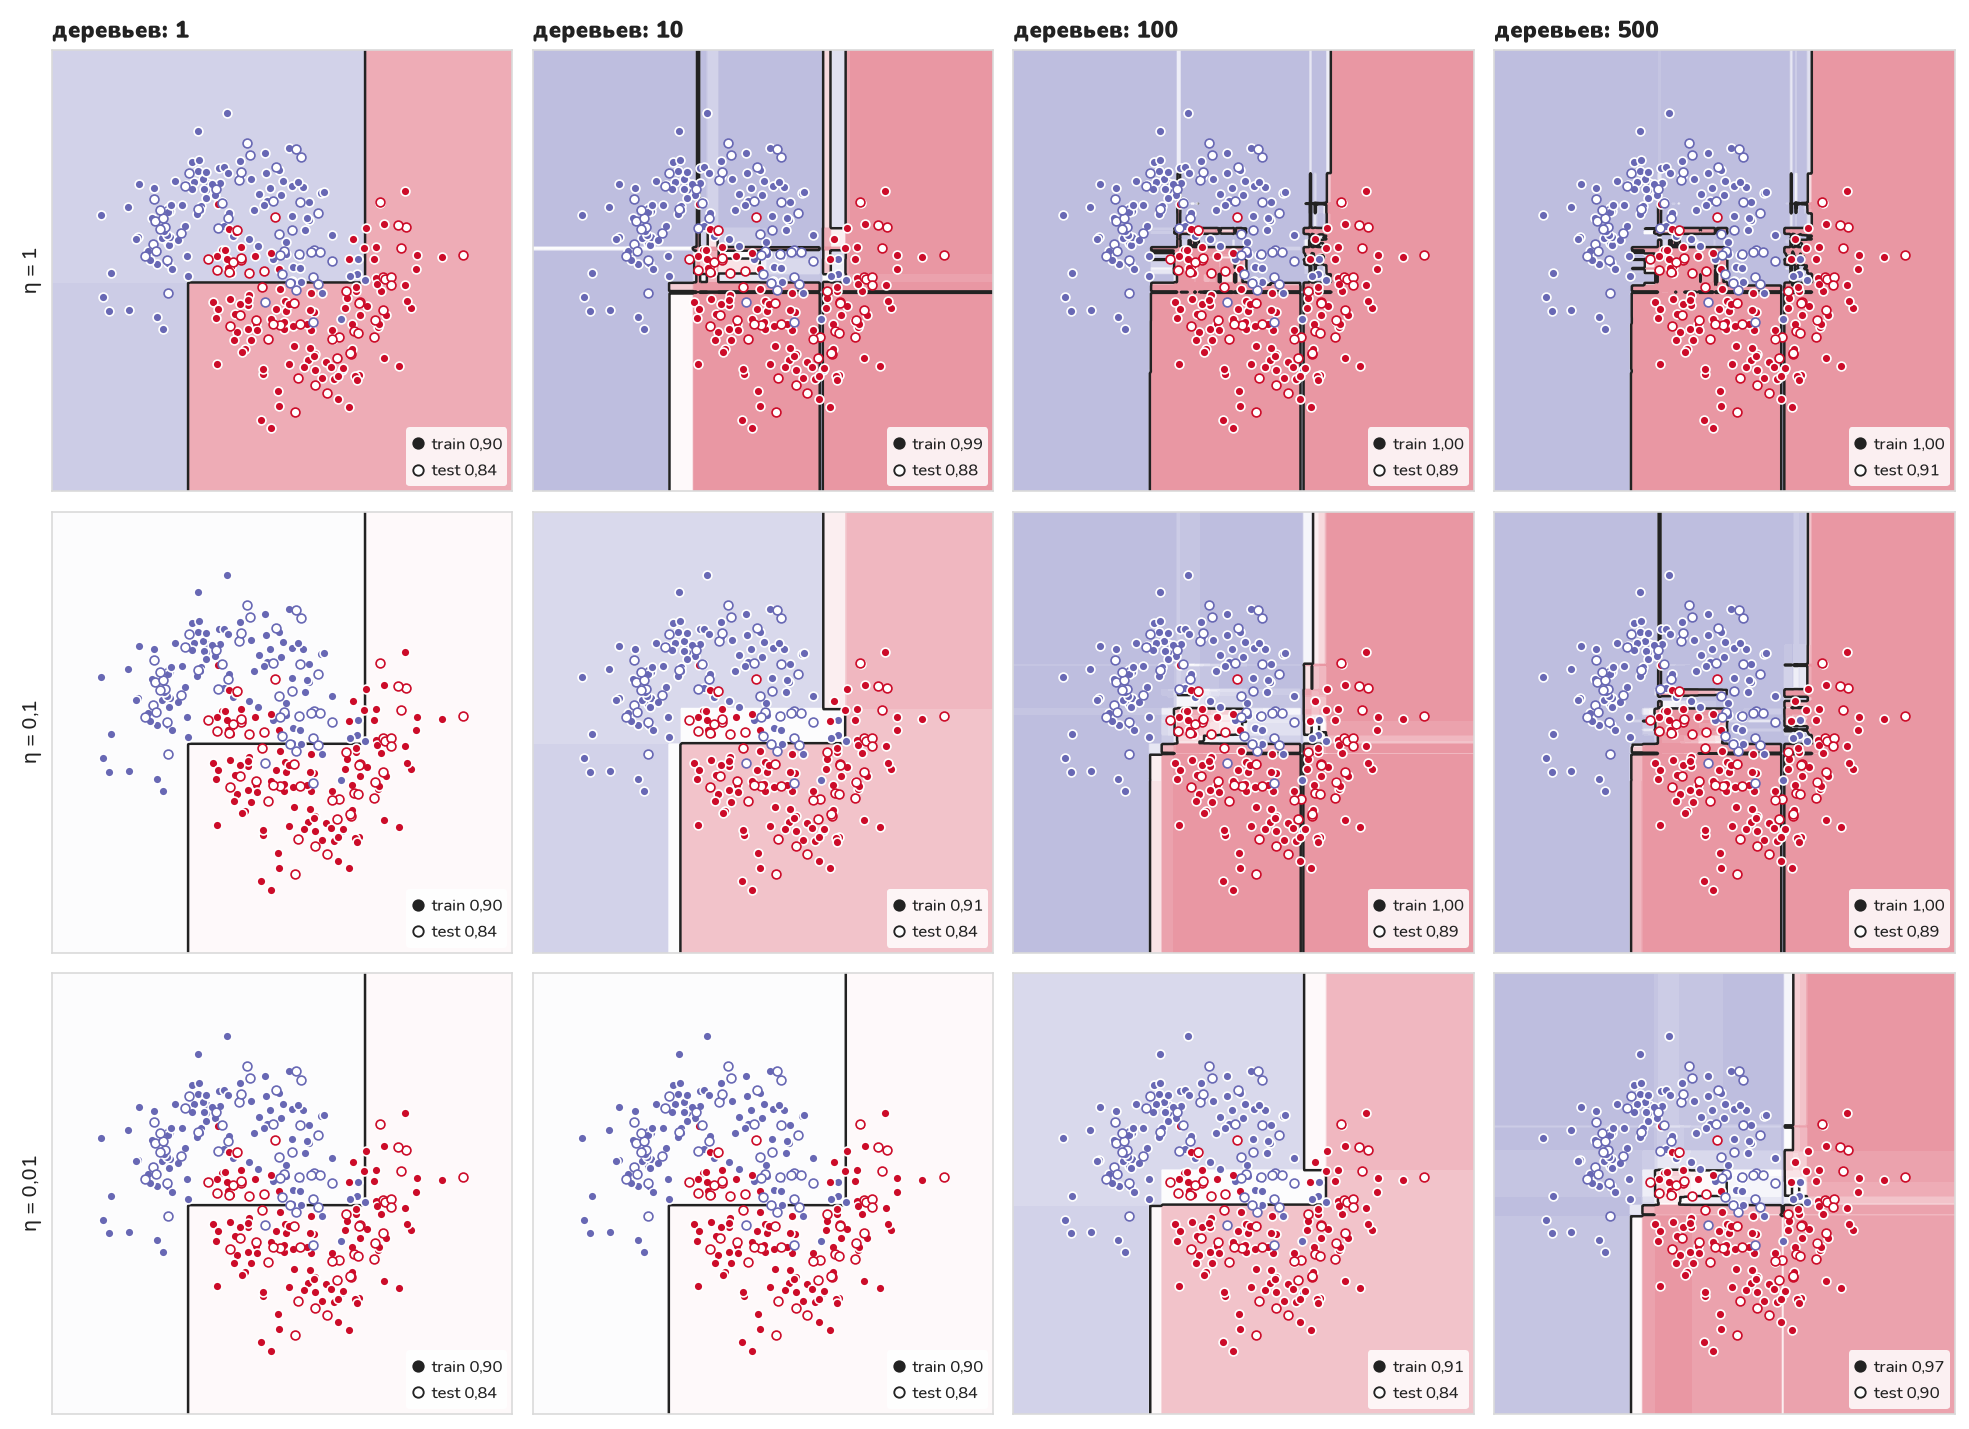 деревьев: 1
деревьев: 10
деревьев: 100
деревьев: 500
η = 1
train 0,90
test 0,84
train 0,99
test 0,88
train 1,00
test 0,89
train 1,00
test 0,91
η = 0,1
train 0,90
test 0,84
train 0,91
test 0,84
train 1,00
test 0,89
train 1,00
test 0,89
η = 0,01
train 0,90
test 0,84
train 0,90
test 0,84
train 0,91
test 0,84
train 0,97
test 0,90